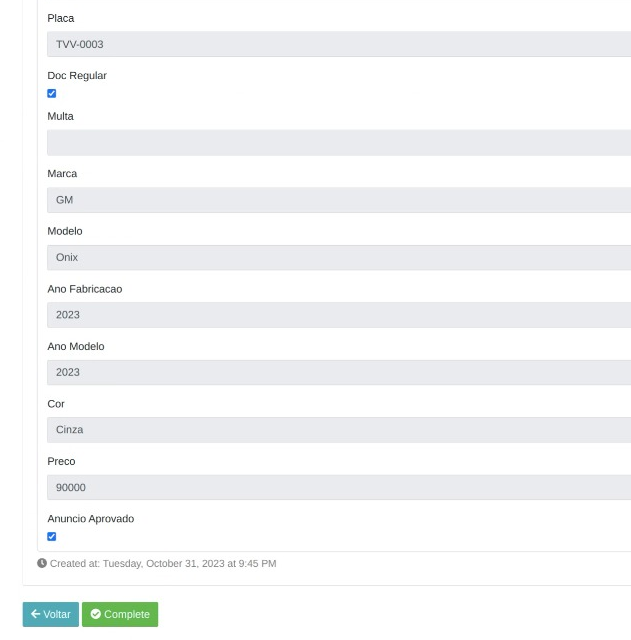 Placa
TVV-0003
Doc Regular
Multa
Marca
GM
Modelo
Onix
Ano Fabricacao
2023
Ano Modelo
2023
Cor
Cinza
Preco
90000
Anuncio Aprovado
Created at: Tuesday, October 31, 2023 at 9:45 PM
Voltar Complete